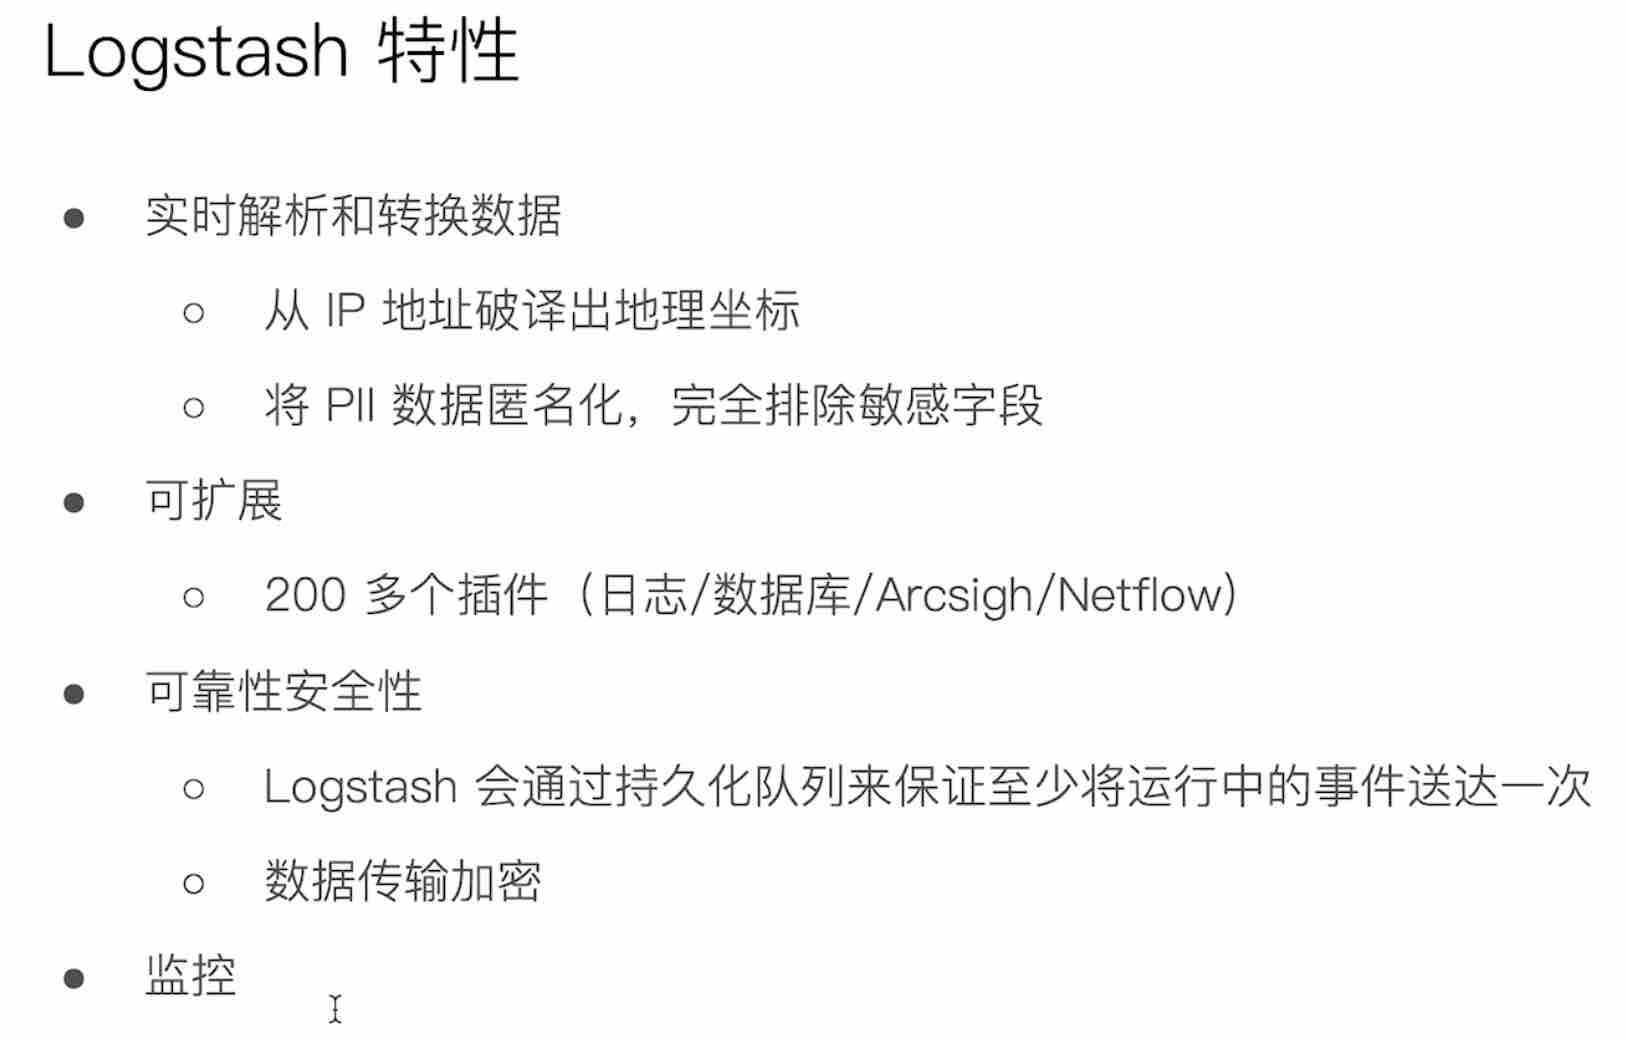 Logstash 特性
实时解析和转换数据
从 IP 地址破译出地理坐标
将 PII 数据匿名化，完全排除敏感字段
可扩展
200 多个插件（日志/数据库/Arcsigh/Netflow）
可靠性安全性
Logstash 会通过持久化队列来保证至少将运行中的事件送达一次
数据传输加密
监控